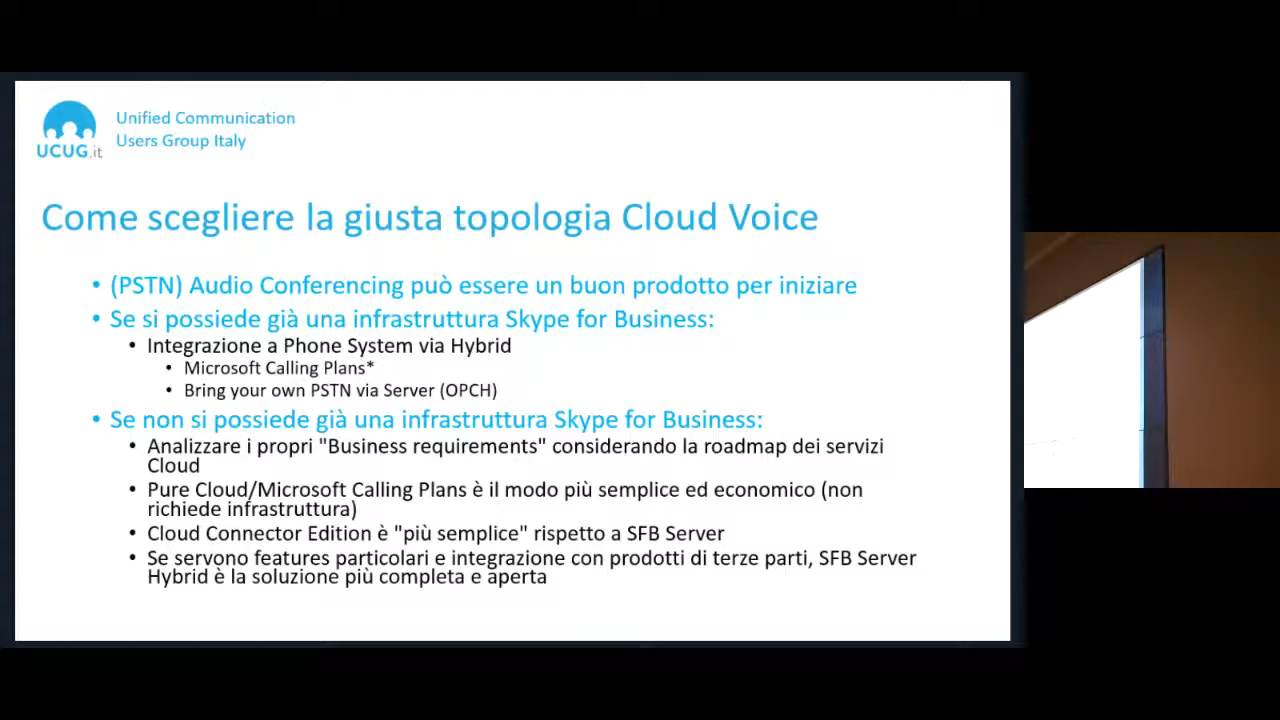 Unified Communication
Users Group Italy
UCUG.it
Come scegliere la giusta topologia Cloud Voice
• (PSTN) Audio Conferencing può essere un buon prodotto per iniziare
• Se si possiede già una infrastruttura Skype for Business:
• Integrazione a Phone System via Hybrid
• Microsoft Calling Plans*
• Bring your own PSTN via Server (OPCH)
• Se non si possiede già una infrastruttura Skype for Business:
• Analizzare i propri "Business requirements" considerando la roadmap dei servizi
Cloud
• Pure Cloud/Microsoft Calling Plans è il modo più semplice ed economico (non
richiede infrastruttura)
• Cloud Connector Edition è "più semplice" rispetto a SFB Server
• Se servono features particolari e integrazione con prodotti di terze parti, SFB Server
Hybrid è la soluzione più completa e aperta